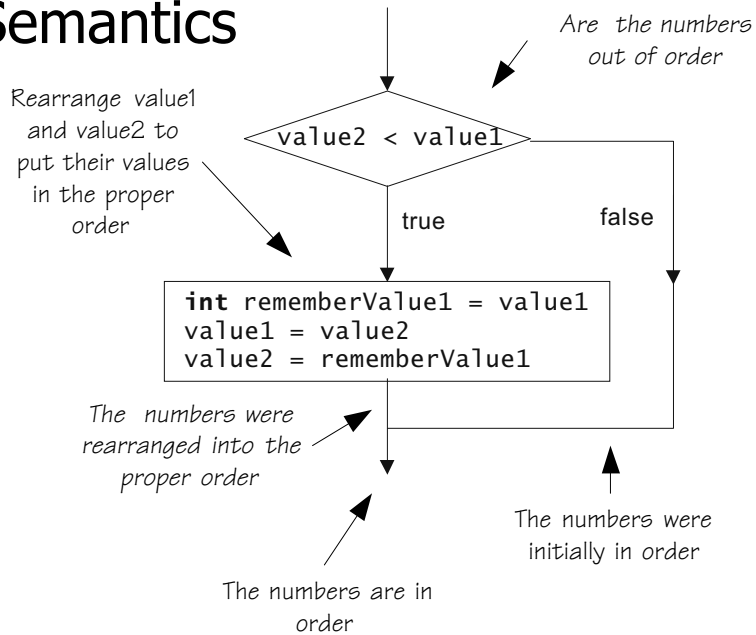 Semantics
Are the numbers
out of order
Rearrange value1
and value2 to
put their values
in the proper
order
value2 < value1
true
false
int rememberValue1 = value1
value1 = value2
value2 = rememberValue1
The numbers were
rearranged into the
proper order
The numbers were
initially in order
The numbers are in
order